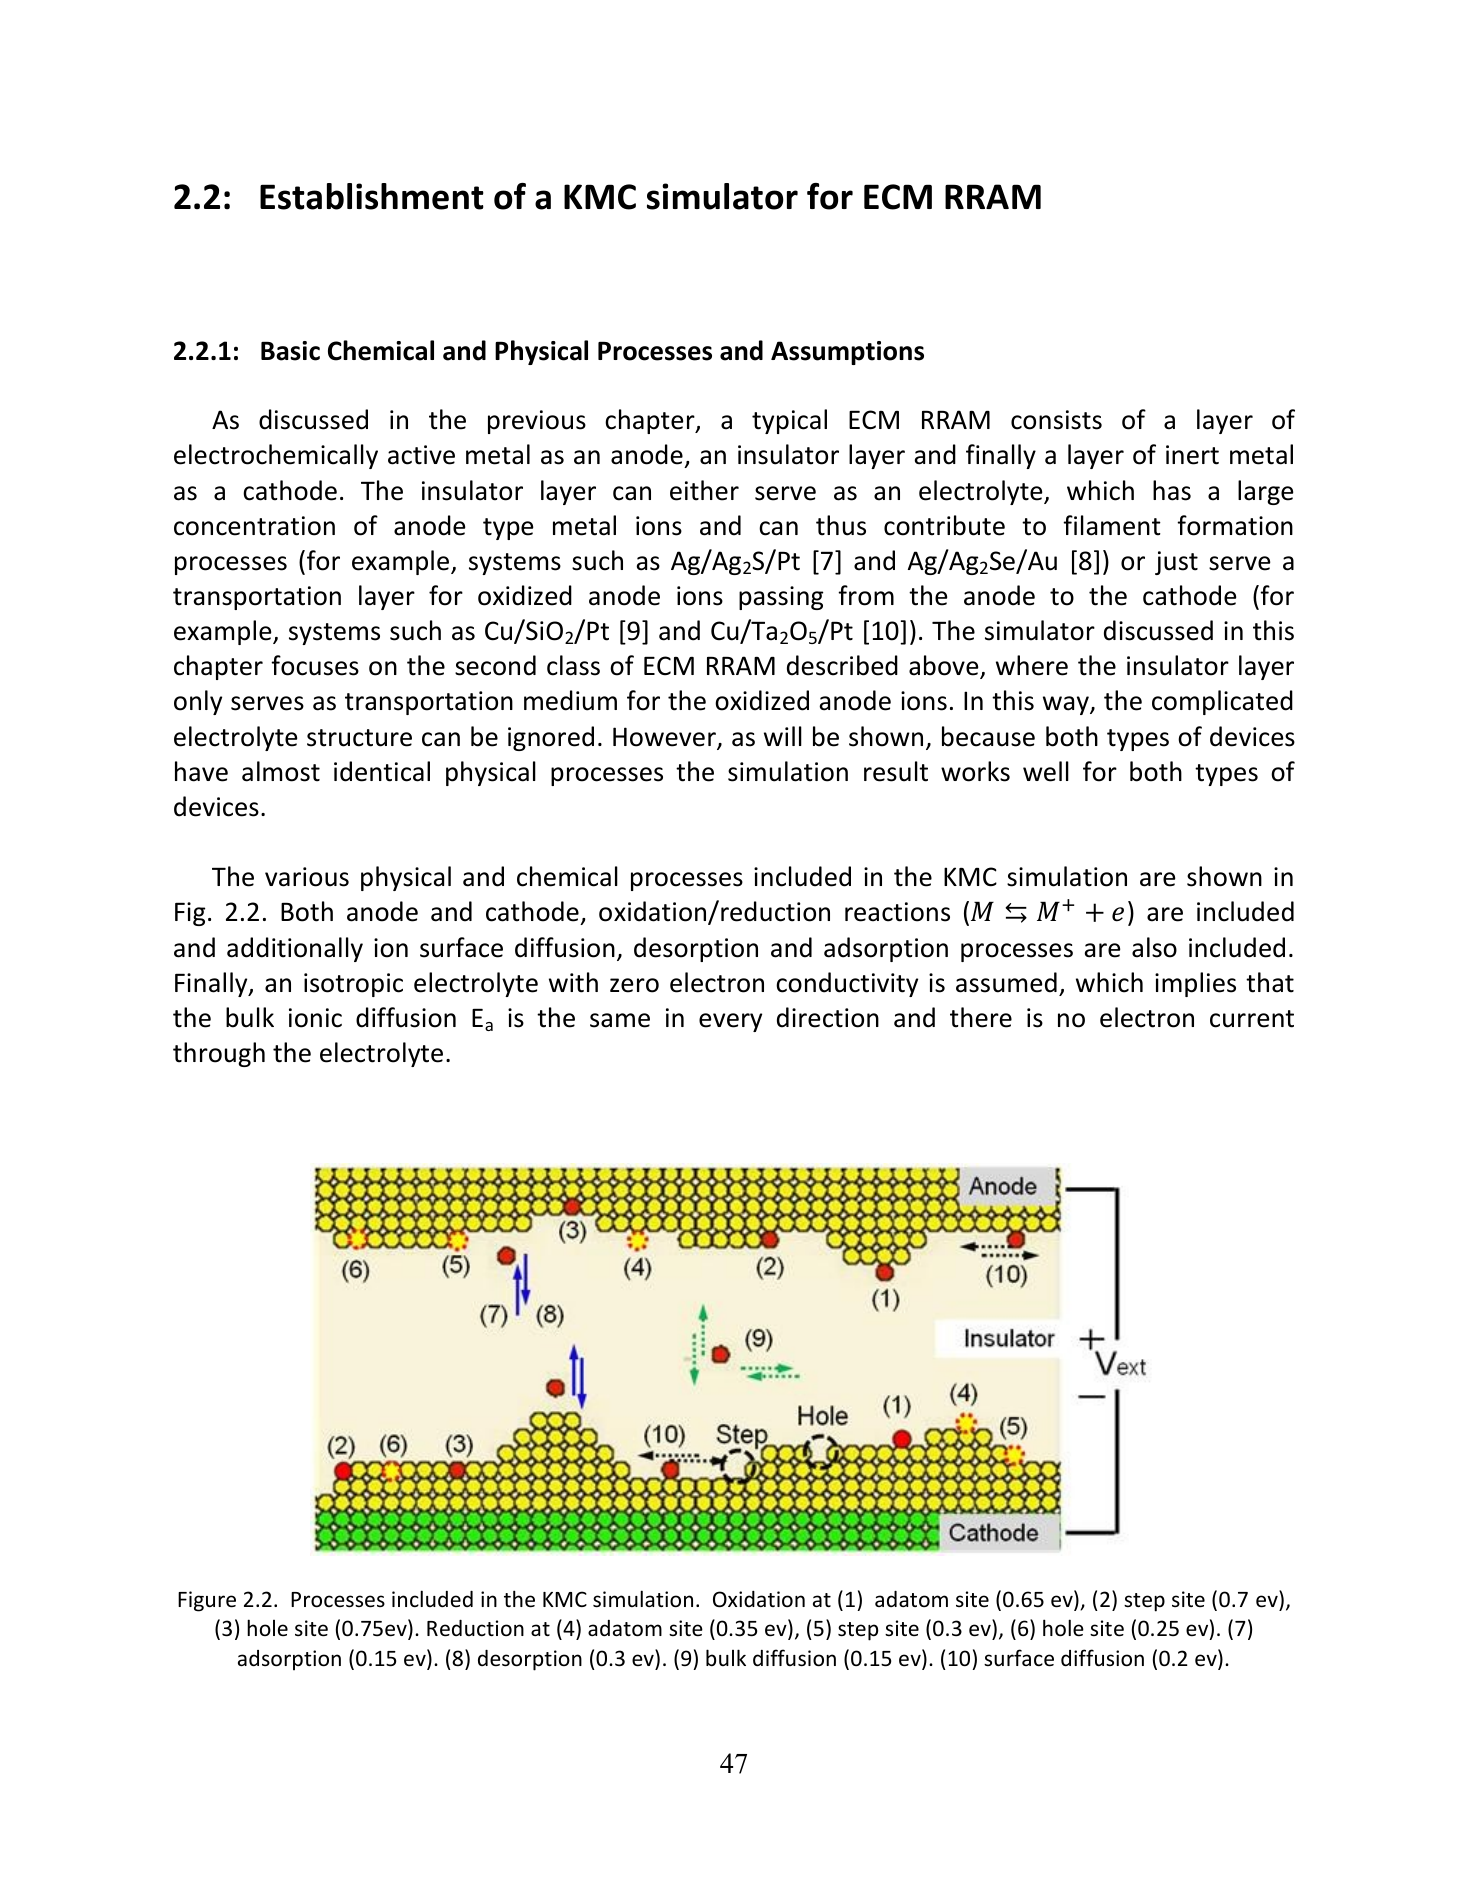 2.2: Establishment of a KMC simulator for ECM RRAM
2.2.1: Basic Chemical and Physical Processes and Assumptions
As discussed in the previous chapter, a typical ECM RRAM consists of a layer of
electrochemically active metal as an anode, an insulator layer and finally a layer of inert metal
as a cathode. The insulator layer can either serve as an electrolyte, which has a large
concentration of anode type metal ions and can thus contribute to filament formation
processes (for example, systems such as Ag/Ag₂S/Pt [7] and Ag/Ag₂Se/Au [8]) or just serve a
transportation layer for oxidized anode ions passing from the anode to the cathode (for
example, systems such as Cu/SiO₂/Pt [9] and Cu/Ta₂O₅/Pt [10]). The simulator discussed in this
chapter focuses on the second class of ECM RRAM described above, where the insulator layer
only serves as transportation medium for the oxidized anode ions. In this way, the complicated
electrolyte structure can be ignored. However, as will be shown, because both types of devices
have almost identical physical processes the simulation result works well for both types of
devices.
The various physical and chemical processes included in the KMC simulation are shown in
Fig. 2.2. Both anode and cathode, oxidation/reduction reactions (M ⇆ M⁺ + e) are included
and additionally ion surface diffusion, desorption and adsorption processes are also included.
Finally, an isotropic electrolyte with zero electron conductivity is assumed, which implies that
the bulk ionic diffusion Eₐ is the same in every direction and there is no electron current
through the electrolyte.
Anode
(3)
(6) (5) (4) (2) (10)
(1)
(7) (8)
(9) Insulator +
Vext
−
(4)
(1)
Hole
(10) Step (5)
(2) (6) (3)
Cathode
Figure 2.2. Processes included in the KMC simulation. Oxidation at (1) adatom site (0.65 ev), (2) step site (0.7 ev),
(3) hole site (0.75ev). Reduction at (4) adatom site (0.35 ev), (5) step site (0.3 ev), (6) hole site (0.25 ev). (7)
adsorption (0.15 ev). (8) desorption (0.3 ev). (9) bulk diffusion (0.15 ev). (10) surface diffusion (0.2 ev).
47